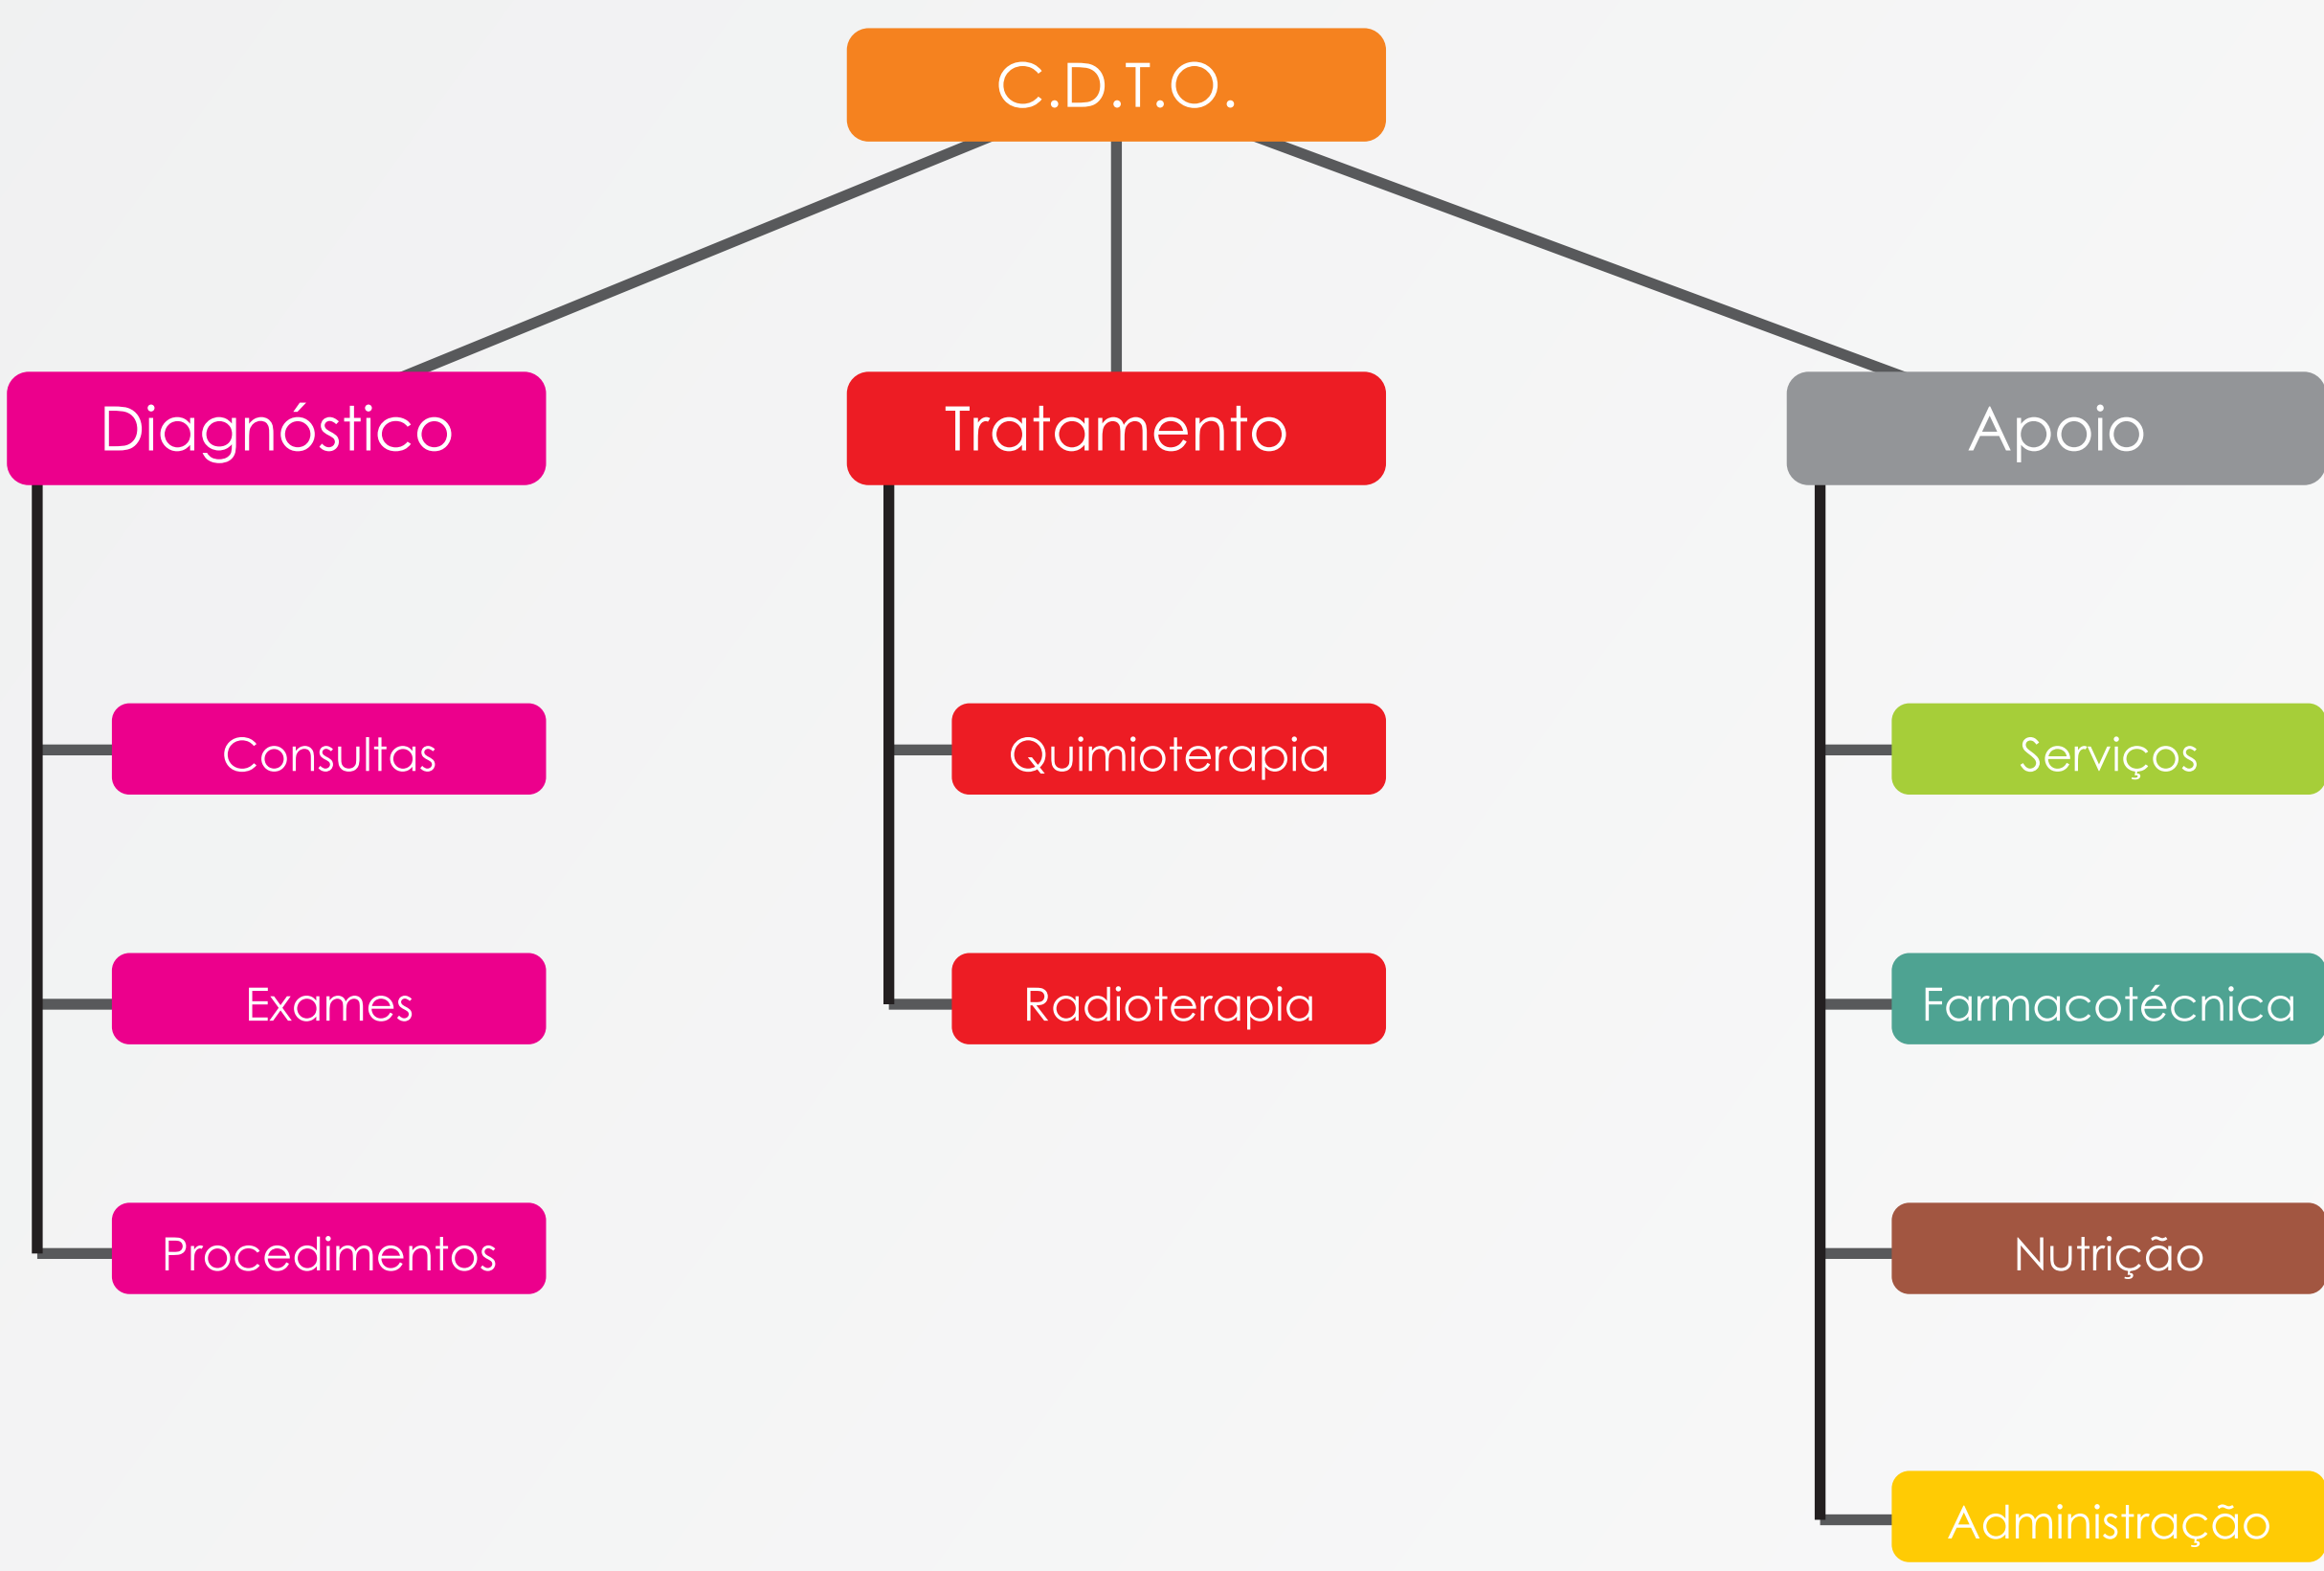 C.D.T.O.
Diagnóstico
Tratamento
Apoio
Consultas
Quimioterapia
Serviços
Exames
Radioterapia
Farmacotécnica
Procedimentos
Nutrição
Administração